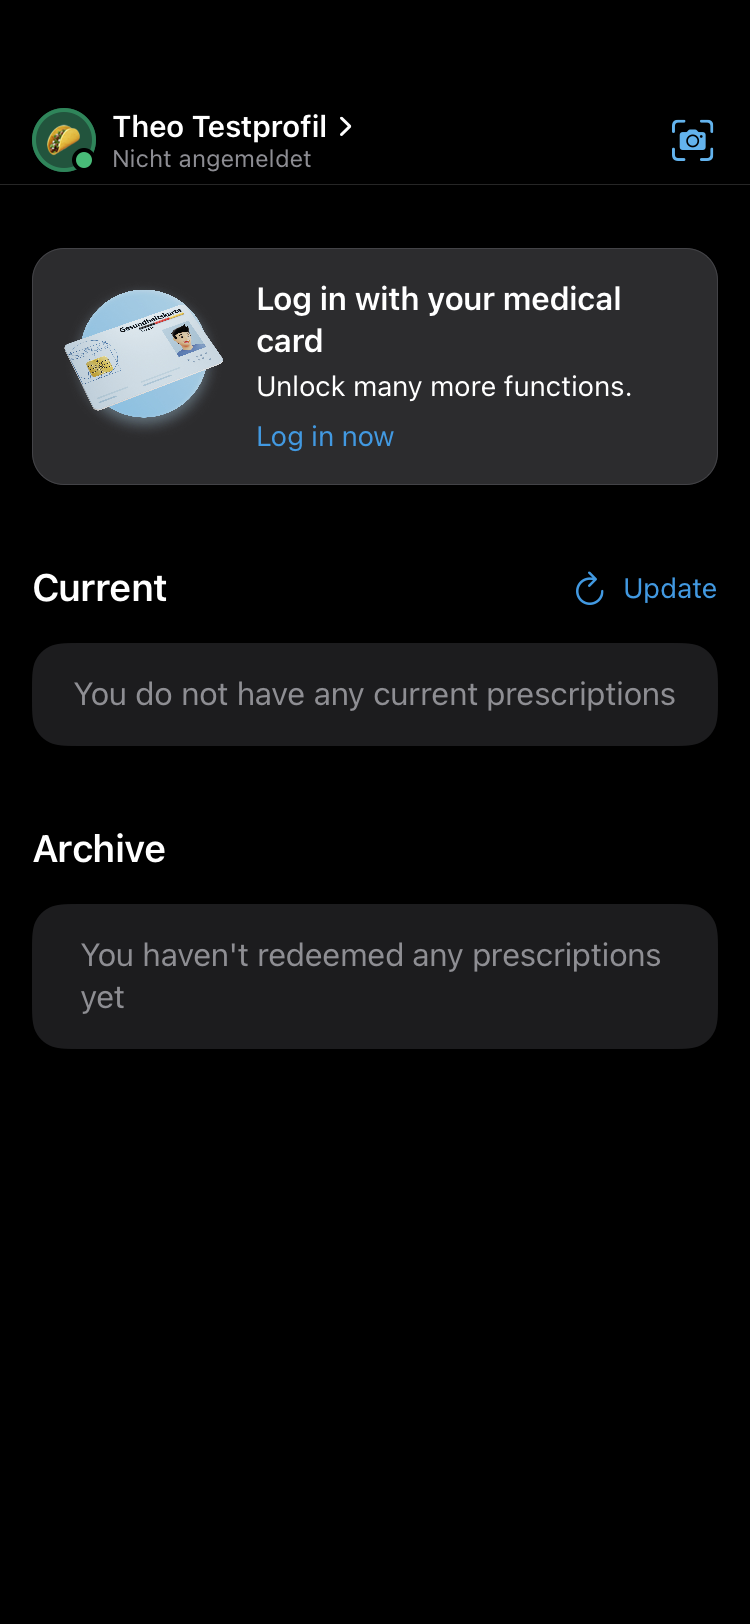 Theo Testprofil
Nicht angemeldet
Gesundheitskarte
Log in with your medical
card
Unlock many more functions.
Log in now
Current
Update
You do not have any current prescriptions
Archive
You haven't redeemed any prescriptions
yet